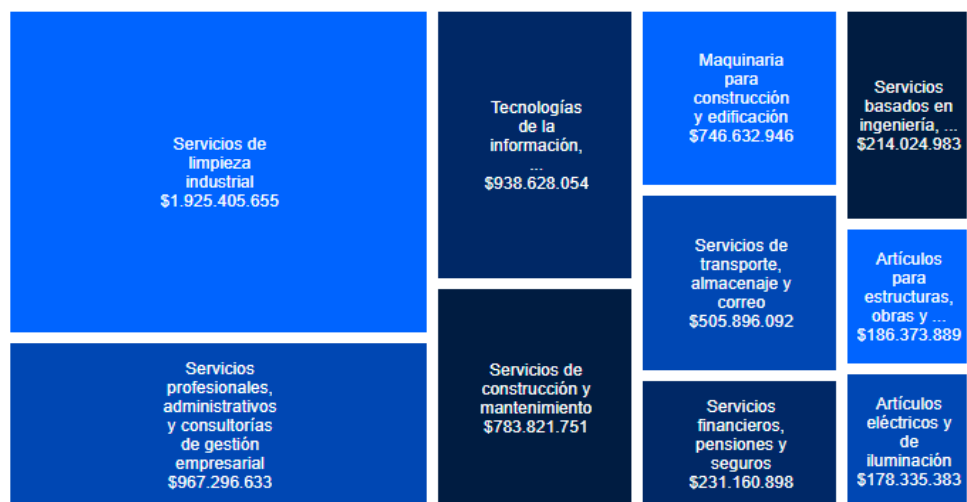 Servicios de
limpieza
industrial
$1.925.405.655
Servicios
profesionales,
administrativos
y consultorías
de gestión
empresarial
$967.296.633
Tecnologías
de la
información,
...
$938.628.054
Servicios de
construcción y
mantenimiento
$783.821.751
Maquinaria
para
construcción
y edificación
$746.632.946
Servicios de
transporte,
almacenaje y
correo
$505.896.092
Servicios
financieros,
pensiones y
seguros
$231.160.898
Servicios
basados en
ingeniería, ...
$214.024.983
Artículos
para
estructuras,
obras y ...
$186.373.889
Artículos
eléctricos y
de
iluminación
$178.335.383